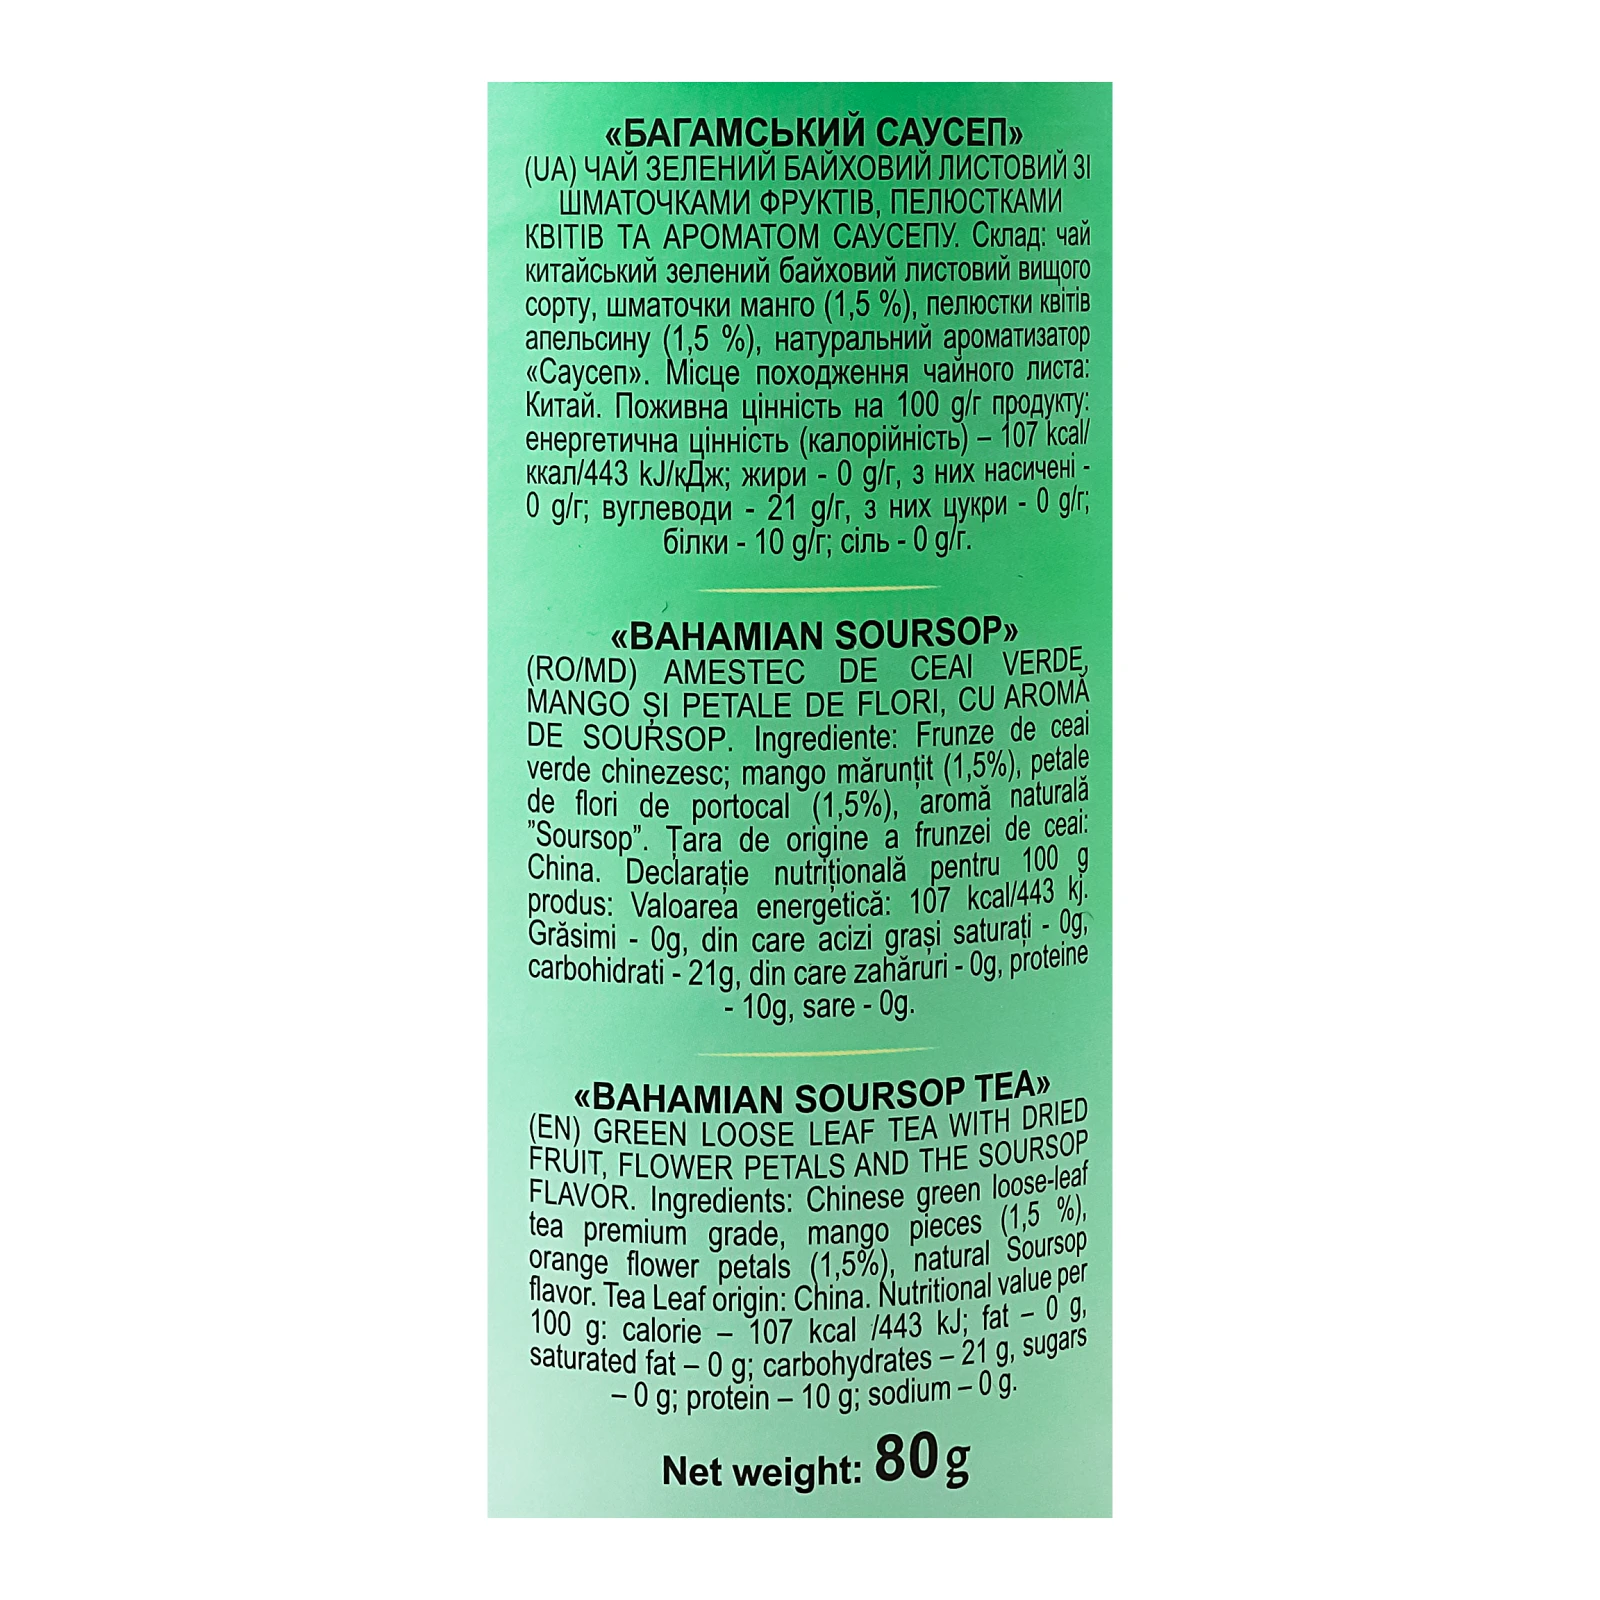 «БАГАМСЬКИЙ САУСЕП»
(UA) ЧАЙ ЗЕЛЕНИЙ БАЙХОВИЙ ЛИСТОВИЙ ЗІ
ШМАТОЧКАМИ ФРУКТІВ, ПЕЛЮСТКАМИ
КВІТІВ ТА АРОМАТОМ САУСЕПУ. Склад: чай
китайський зелений байховий листовий вищого
сорту, шматочки манго (1,5 %), пелюстки квітів
апельсину (1,5 %), натуральний ароматизатор
«Саусеп». Місце походження чайного листа:
Китай. Поживна цінність на 100 g/г продукту:
енергетична цінність (калорійність) – 107 kcal/
ккал/443 kJ/кДж; жири - 0 g/г, з них насичені -
0 g/г; вуглеводи - 21 g/г, з них цукри - 0 g/г;
білки - 10 g/г; сіль - 0 g/г.
«BAHAMIAN SOURSOP»
(RO/MD) AMESTEC DE CEAI VERDE,
MANGO ȘI PETALE DE FLORI, CU AROMĂ
DE SOURSOP. Ingrediente: Frunze de ceai
verde chinezesc; mango mărunțit (1,5%), petale
de flori de portocal (1,5%), aromă naturală
”Soursop”. Țara de origine a frunzei de ceai:
China. Declarație nutrițională pentru 100 g
produs: Valoarea energetică: 107 kcal/443 kj.
Grăsimi - 0g, din care acizi grași saturați - 0g,
carbohidrati - 21g, din care zahăruri - 0g, proteine
- 10g, sare - 0g.
«BAHAMIAN SOURSOP TEA»
(EN) GREEN LOOSE LEAF TEA WITH DRIED
FRUIT, FLOWER PETALS AND THE SOURSOP
FLAVOR. Ingredients: Chinese green loose-leaf
tea premium grade, mango pieces (1,5 %),
orange flower petals (1,5%), natural Soursop
flavor. Tea Leaf origin: China. Nutritional value per
100 g: calorie – 107 kcal /443 kJ; fat – 0 g,
saturated fat – 0 g; carbohydrates – 21 g, sugars
– 0 g; protein – 10 g; sodium – 0 g.
Net weight: 80g